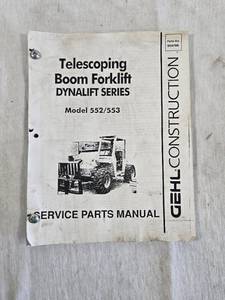 Telescoping
Boom Forklift
DYNALIFT SERIES
Model 552/553
SERVICE PARTS MANUAL
GEHL CONSTRUCTION